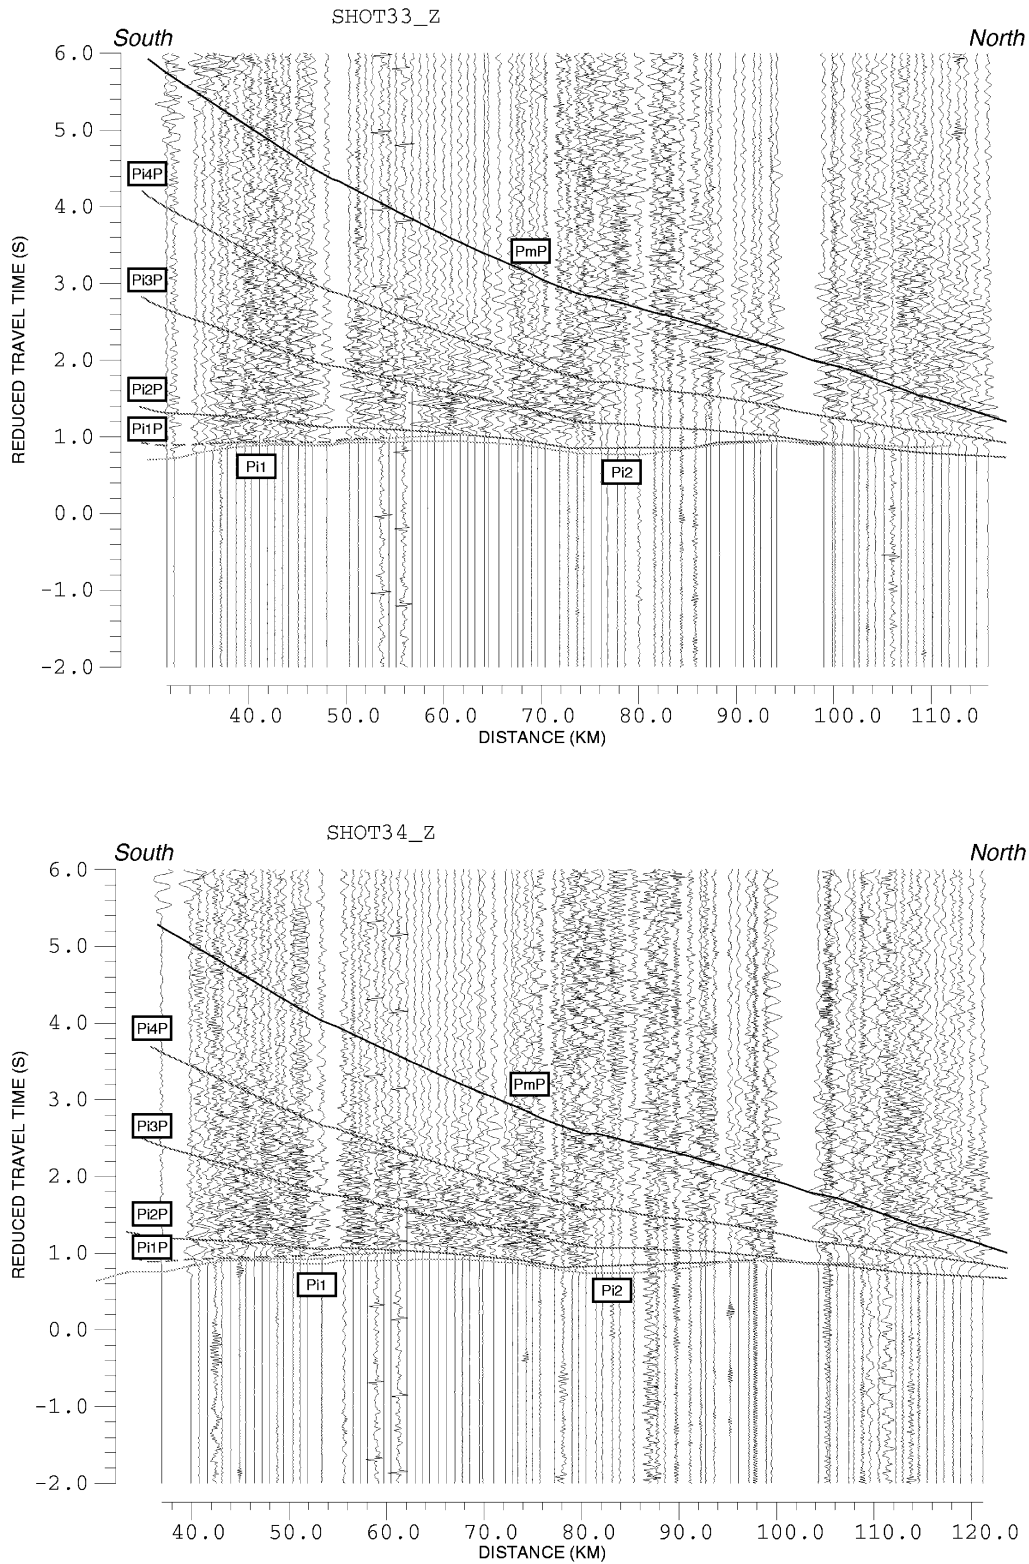 SHOT33_Z
South North
6.0
5.0
Pi4P
4.0
PmP
Pi3P
3.0
2.0
Pi2P
Pi1P
1.0
Pi1 Pi2
0.0
-1.0
-2.0
REDUCED TRAVEL TIME (S)
40.0 50.0 60.0 70.0 80.0 90.0 100.0 110.0
DISTANCE (KM)
SHOT34_Z
South North
6.0
5.0
Pi4P
4.0
PmP
3.0
Pi3P
2.0
Pi2P
Pi1P
1.0
Pi1 Pi2
0.0
-1.0
-2.0
REDUCED TRAVEL TIME (S)
40.0 50.0 60.0 70.0 80.0 90.0 100.0 110.0 120.0
DISTANCE (KM)